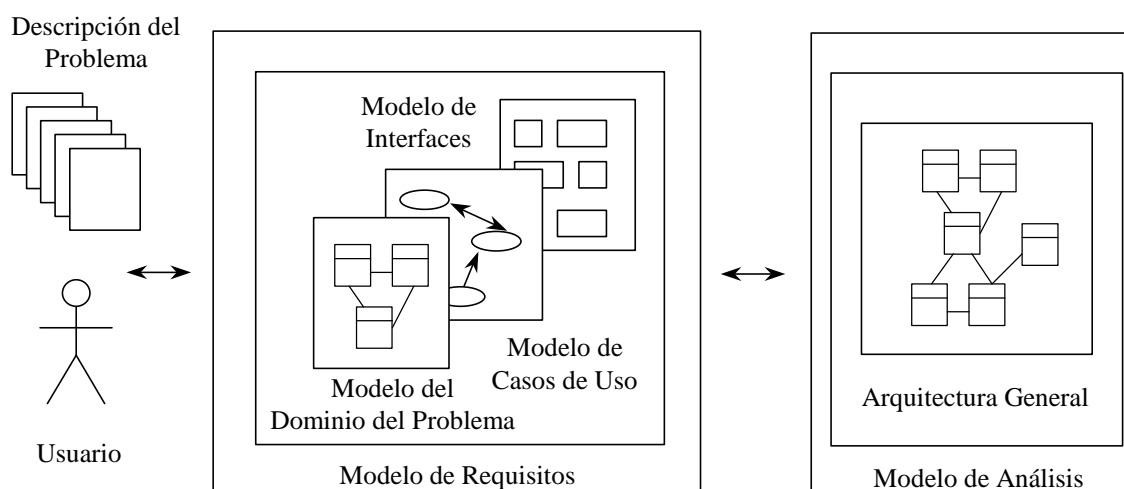 Descripción del
Problema
Usuario
Modelo de
Interfaces
Modelo de
Casos de Uso
Modelo del
Dominio del Problema
Modelo de Requisitos
Arquitectura General
Modelo de Análisis